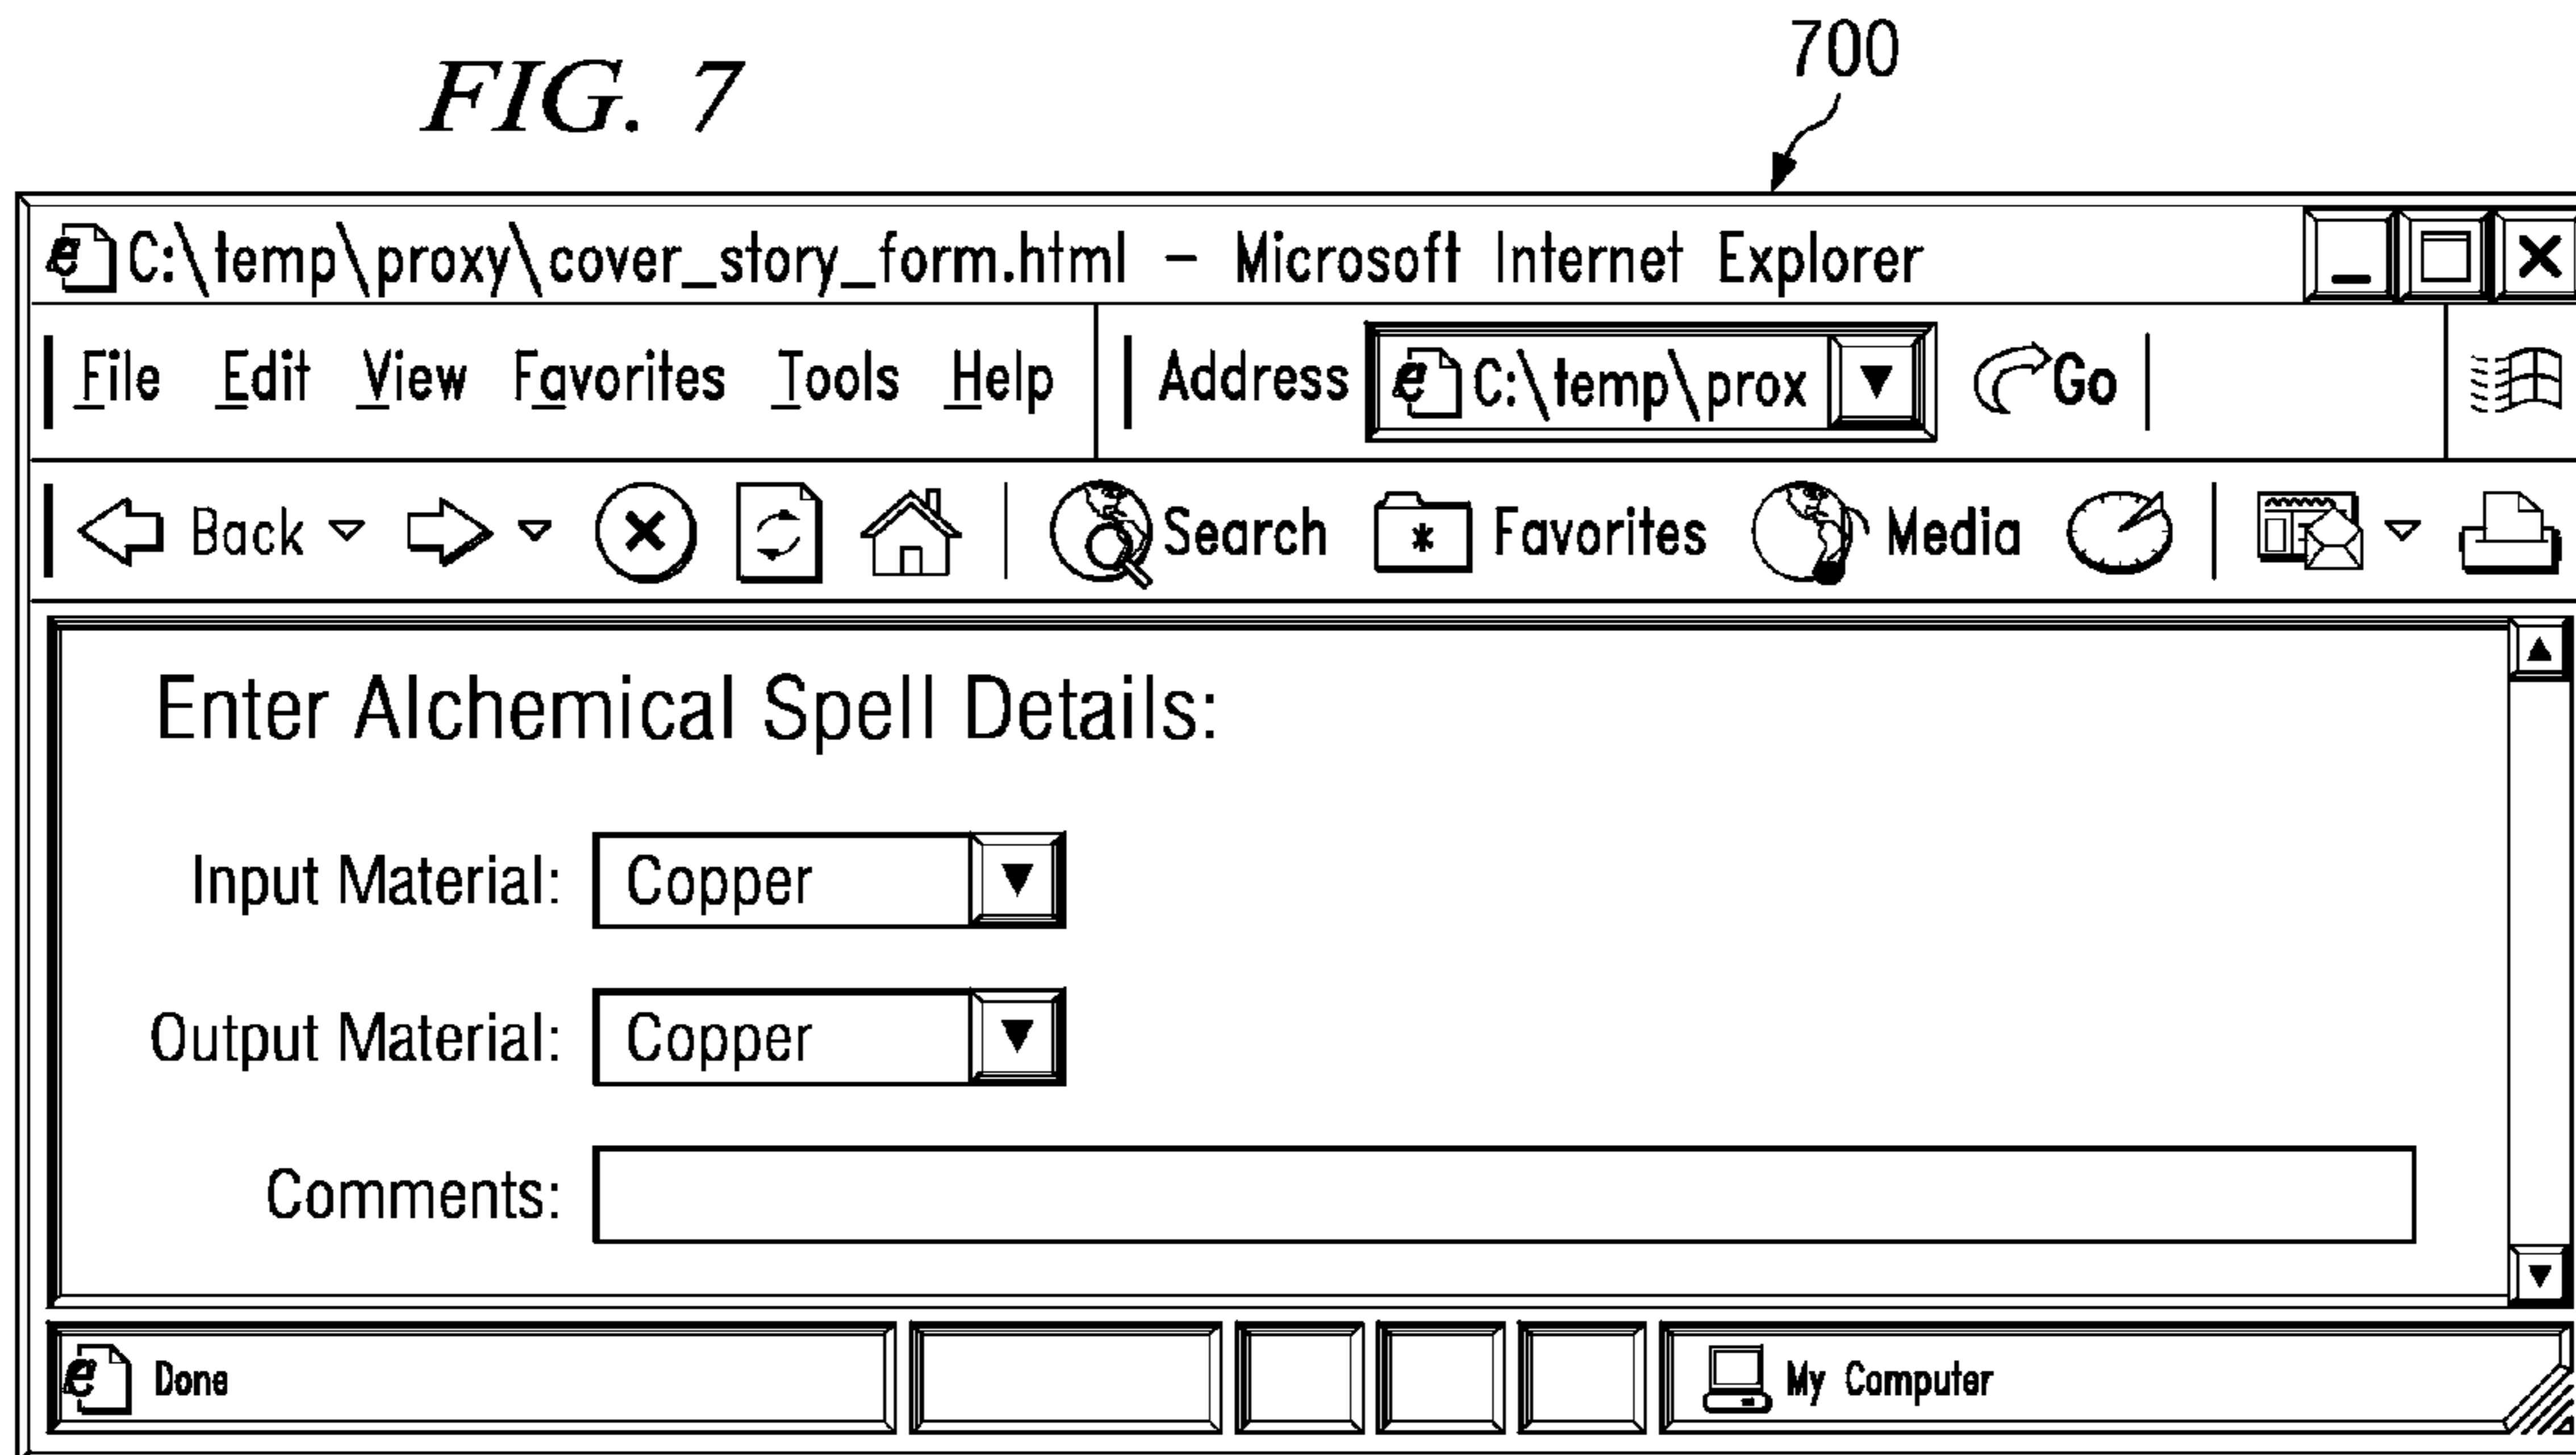 FIG. 7
700
C:\temp\proxy\cover_story_form.html – Microsoft Internet Explorer
File Edit View Favorites Tools Help Address C:\temp\prox Go
Back Search Favorites Media
Enter Alchemical Spell Details:
Input Material: Copper
Output Material: Copper
Comments:
Done My Computer